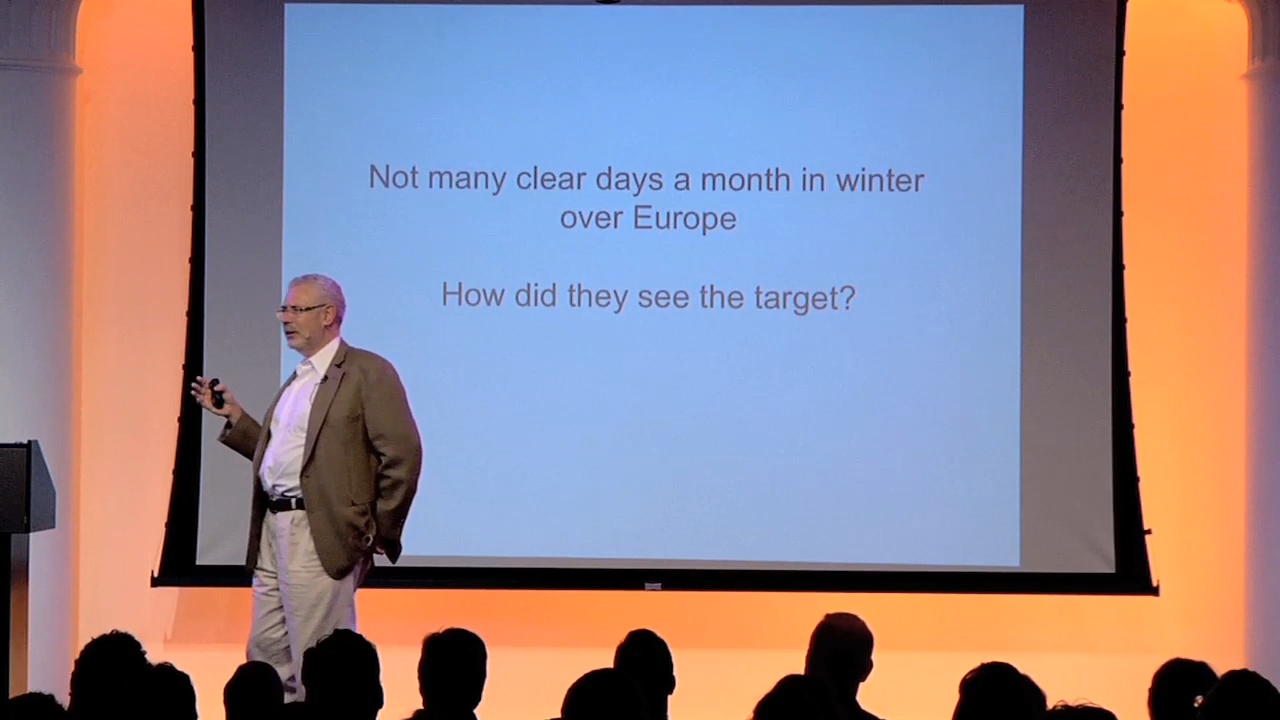 Not many clear days a month in winter
over Europe
How did they see the target?